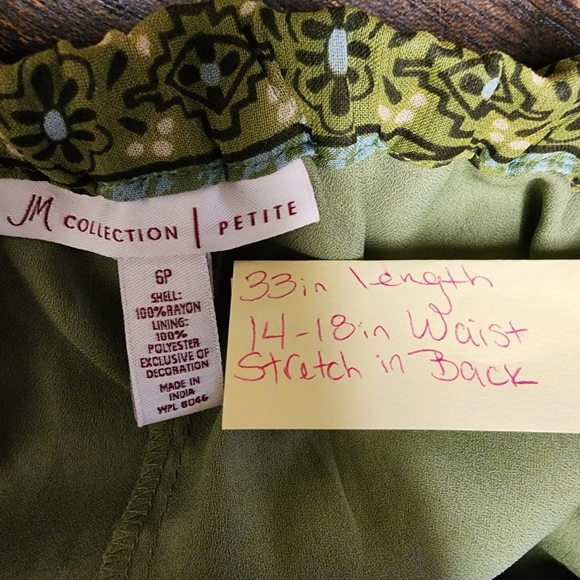 JM COLLECTION | PETITE
6P
SHELL:
100%RAYON
LINING:
100%
POLYESTER
EXCLUSIVE OF
DECORATION
MADE IN
INDIA
WPL 8046
33in length
14-18in Waist
Stretch in Back